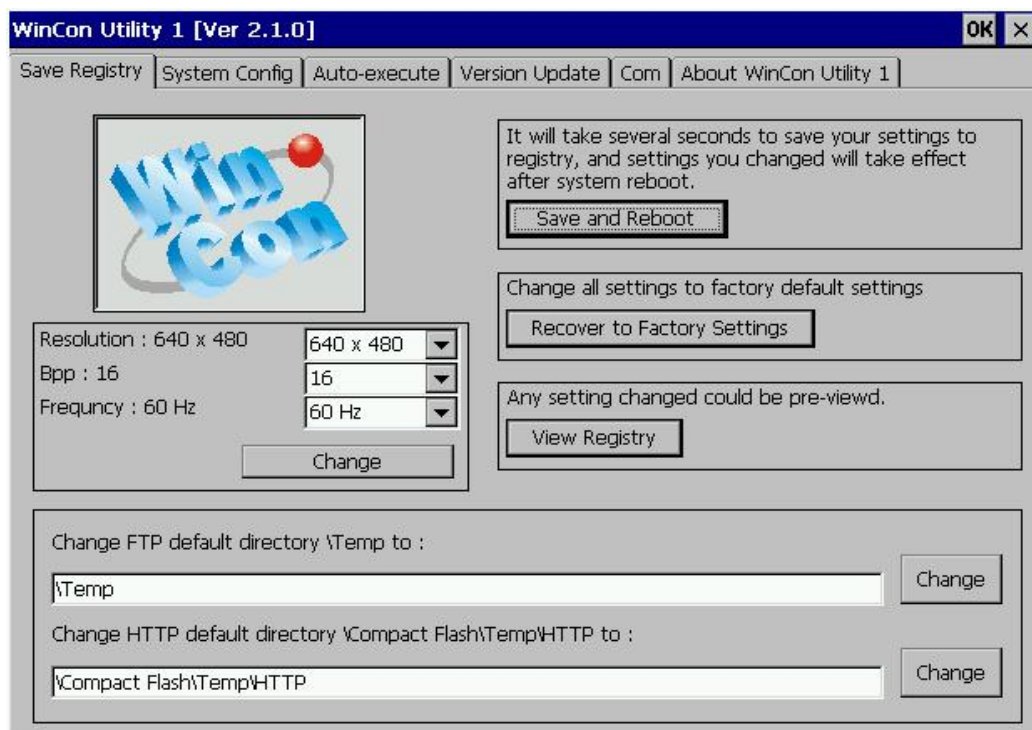 WinCon Utility 1 [Ver 2.1.0] OK ×
Save Registry System Config Auto-execute Version Update Com About WinCon Utility 1
Win
Con
It will take several seconds to save your settings to
registry, and settings you changed will take effect
after system reboot.
Save and Reboot
Change all settings to factory default settings
Recover to Factory Settings
Any setting changed could be pre-viewd.
View Registry
Resolution : 640 x 480 640 x 480
Bpp : 16 16
Frequncy : 60 Hz 60 Hz
Change
Change FTP default directory \Temp to :
\Temp Change
Change HTTP default directory \Compact Flash\Temp\HTTP to :
\Compact Flash\Temp\HTTP Change